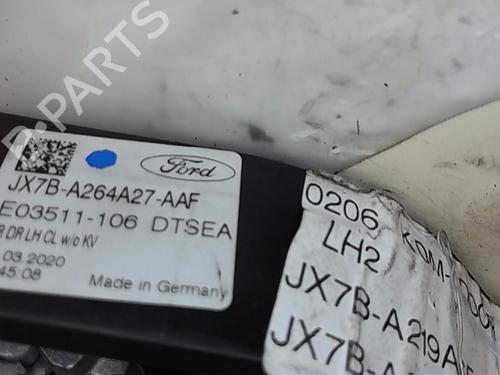 B-PARTS
Ford
JX7B-A264A27-AAF
E03511-106 DTSEA
R DR LH CL w/o KV
03.2020
45:08
Made in Germany
0206
LH2
JX7B-A219A
JX7B-A